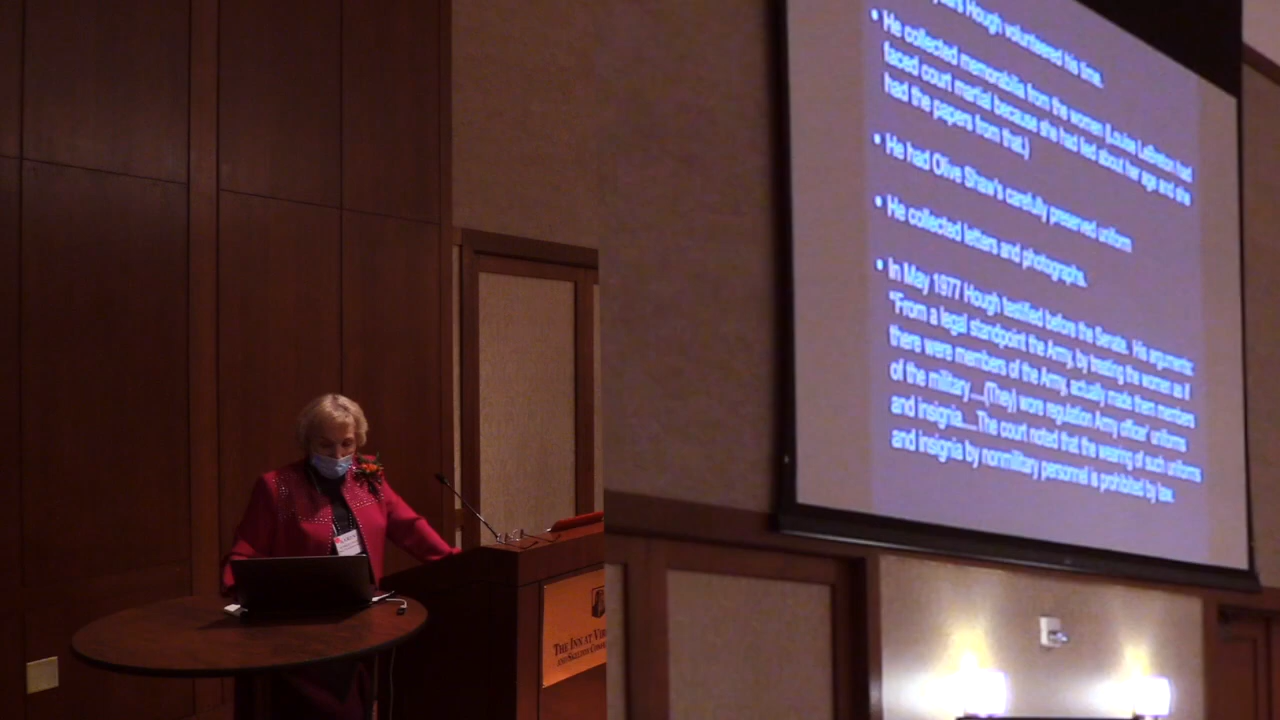 Hough volunteered his time.
• He collected memorabilia from the women (Louise LeBreton had
faced court martial because she had lied about her age and she
had the papers from that.)
• He had Olive Shaw's carefully preserved uniform
• He collected letters and photographs.
• In May 1977 Hough testified before the Senate. His arguments:
"From a legal standpoint the Army, by treating the women as if
there were members of the Army, actually made them members
of the military....(They) wore regulation Army officer' uniforms
and insignia....The court noted that the wearing of such uniforms
and insignia by nonmilitary personnel is prohibited by law.
THE INN AT
AND SKELTON